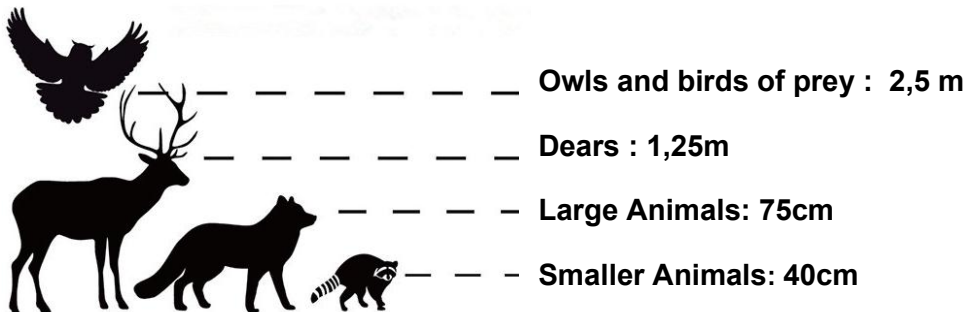 Owls and birds of prey : 2,5 m
Dears : 1,25m
Large Animals: 75cm
Smaller Animals: 40cm